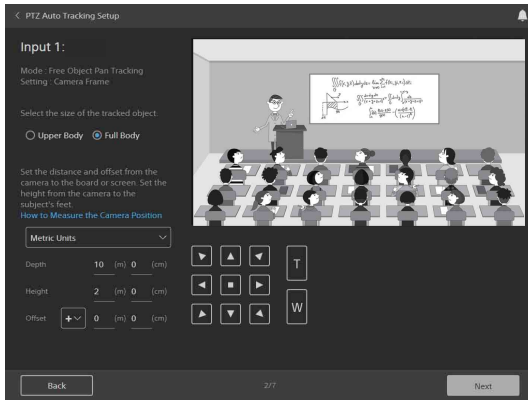 PTZ Auto Tracking Setup
Input 1:
Mode : Free Object Pan Tracking
Setting : Camera Frame
Select the size of the tracked object.
Upper Body Full Body
Set the distance and offset from the
camera to the board or screen. Set the
height from the camera to the
subject's feet.
How to Measure the Camera Position
Metric Units
Depth 10 (m) 0 (cm)
Height 2 (m) 0 (cm)
Offset + 0 (m) 0 (cm)
T
W
Back 2/7 Next